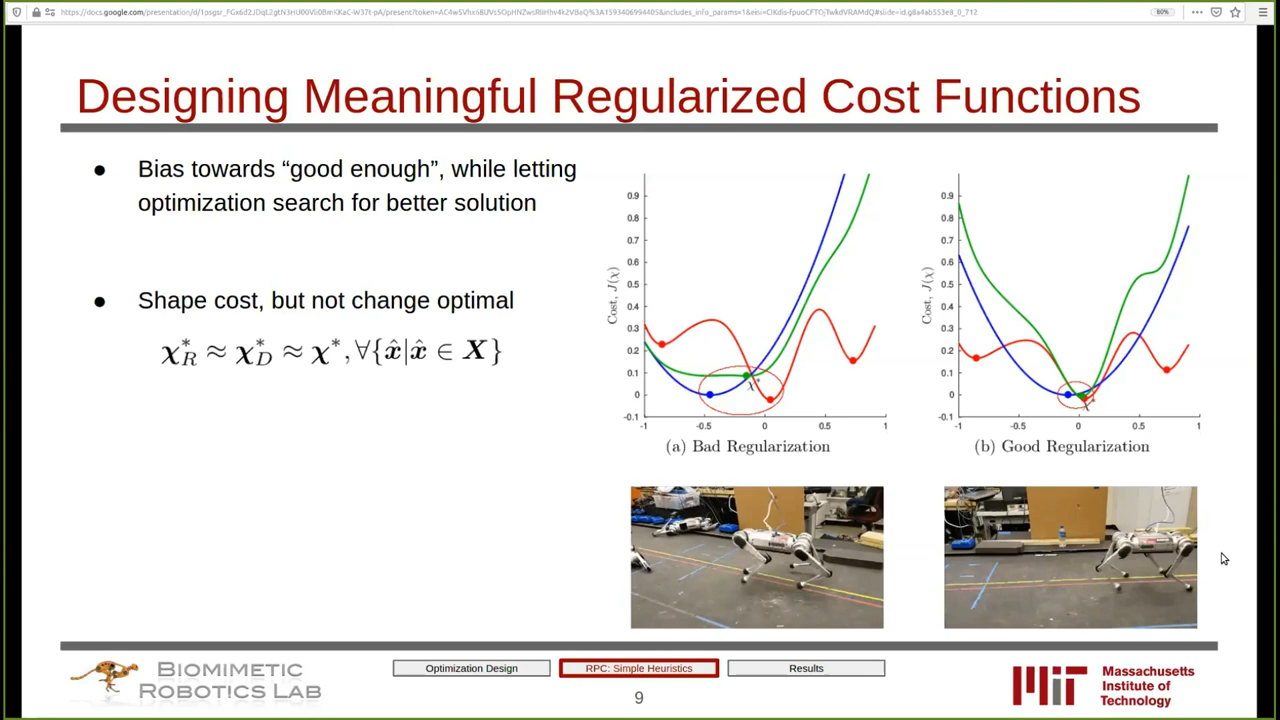 80%
Designing Meaningful Regularized Cost Functions
● Bias towards “good enough”, while letting
optimization search for better solution
● Shape cost, but not change optimal
χ*_R ≈ χ*_D ≈ χ*, ∀{x̂|x̂ ∈ X}
Cost, J(χ)
0.9
0.8
0.7
0.6
0.5
0.4
0.3
0.2
0.1
0
-0.1
-1 -0.5 0 0.5 1
χ*
(a) Bad Regularization
Cost, J(χ)
0.9
0.8
0.7
0.6
0.5
0.4
0.3
0.2
0.1
0
-0.1
-1 -0.5 0 0.5 1
χ*
(b) Good Regularization
BIOMIMETIC
ROBOTICS LAB
Optimization Design
RPC: Simple Heuristics
Results
9
MIT
Massachusetts
Institute of
Technology